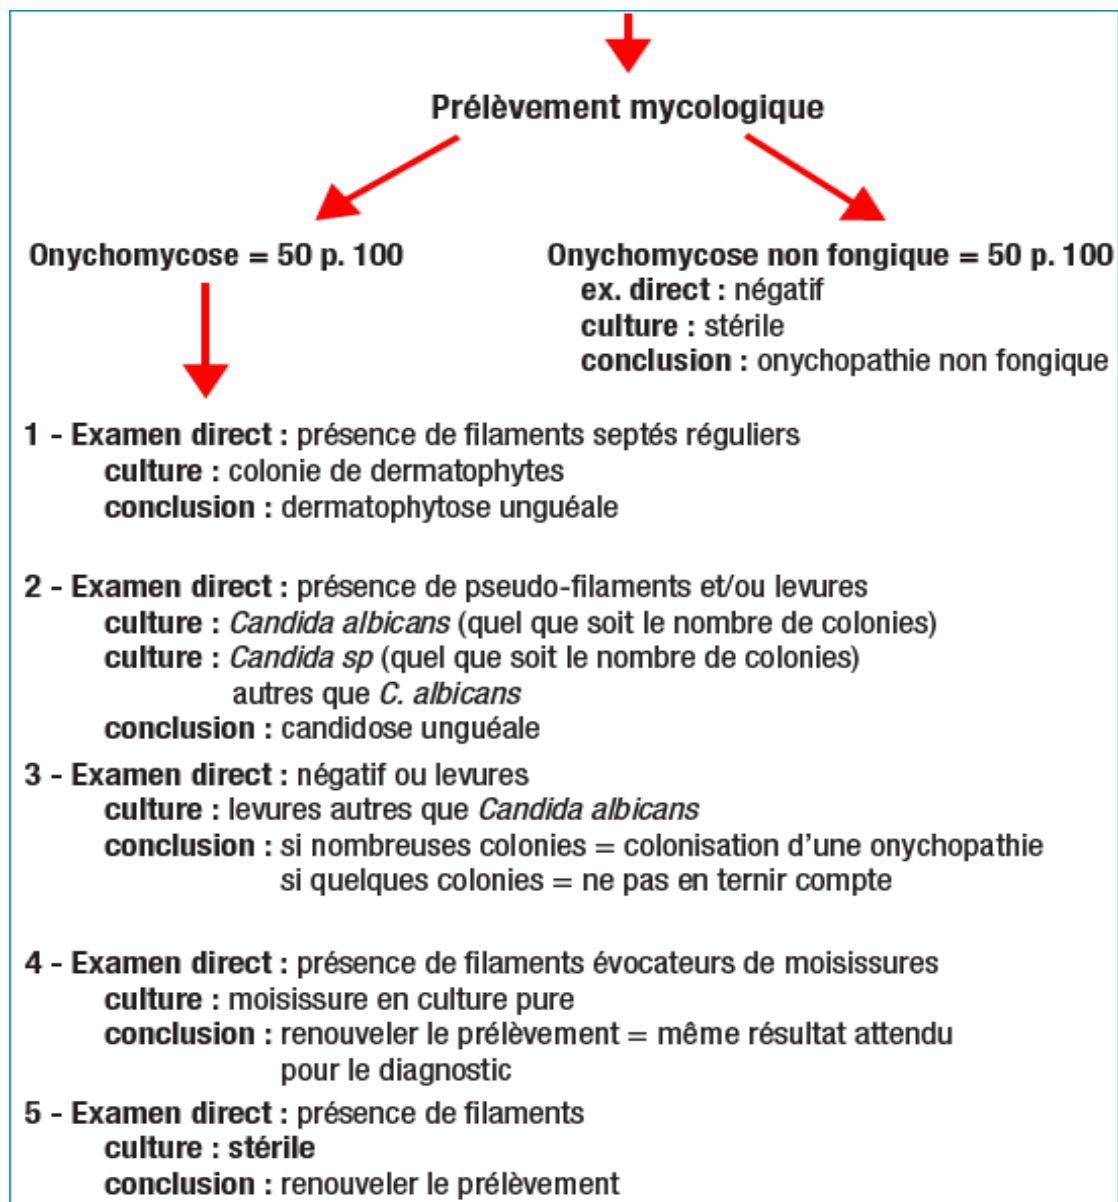 Prélèvement mycologique
Onychomycose = 50 p. 100
Onychomycose non fongique = 50 p. 100
ex. direct : négatif
culture : stérile
conclusion : onychopathie non fongique
1 - Examen direct : présence de filaments septés réguliers
culture : colonie de dermatophytes
conclusion : dermatophytose unguéale
2 - Examen direct : présence de pseudo-filaments et/ou levures
culture : Candida albicans (quel que soit le nombre de colonies)
culture : Candida sp (quel que soit le nombre de colonies)
autres que C. albicans
conclusion : candidose unguéale
3 - Examen direct : négatif ou levures
culture : levures autres que Candida albicans
conclusion : si nombreuses colonies = colonisation d'une onychopathie
si quelques colonies = ne pas en ternir compte
4 - Examen direct : présence de filaments évocateurs de moisissures
culture : moisissure en culture pure
conclusion : renouveler le prélèvement = même résultat attendu
pour le diagnostic
5 - Examen direct : présence de filaments
culture : stérile
conclusion : renouveler le prélèvement